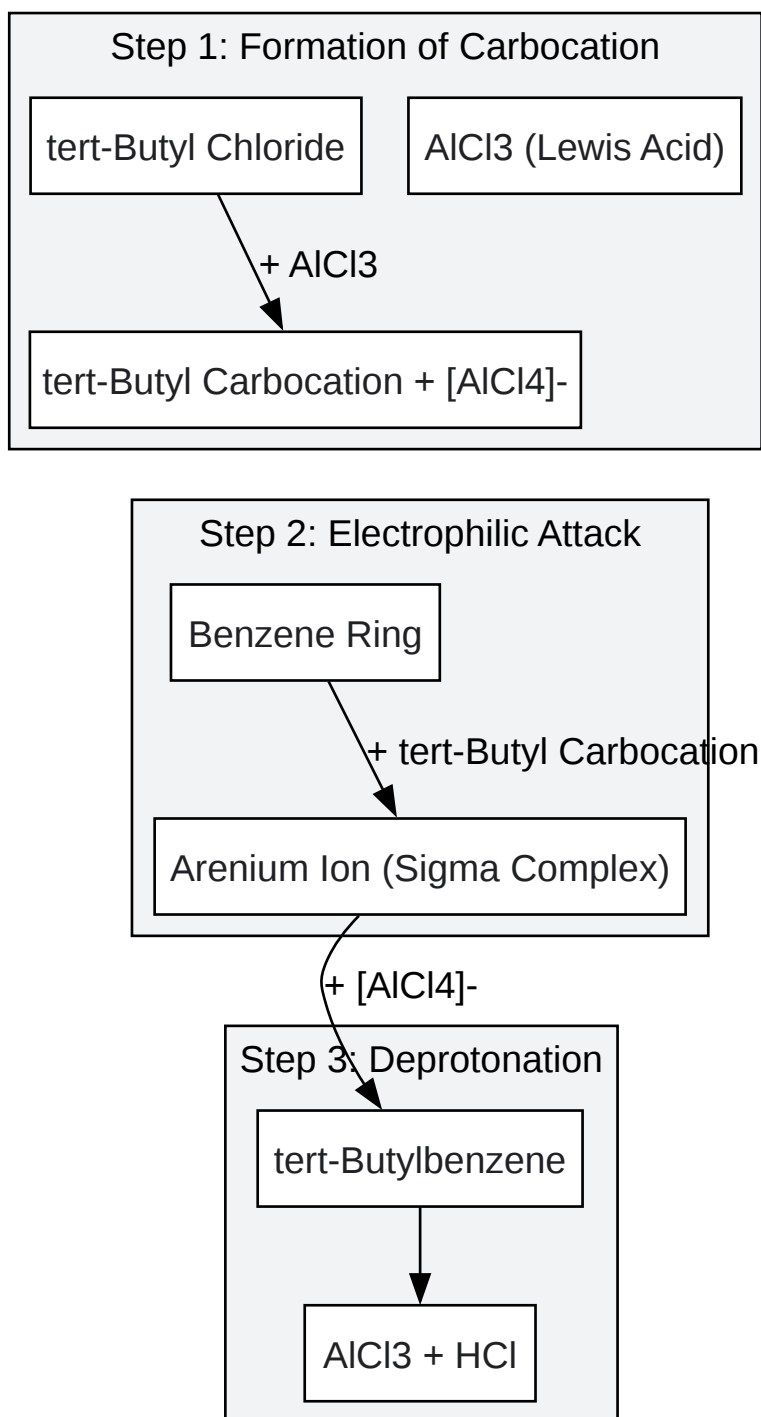 Step 1: Formation of Carbocation
tert-Butyl Chloride
AlCl3 (Lewis Acid)
+ AlCl3
tert-Butyl Carbocation + [AlCl4]-
Step 2: Electrophilic Attack
Benzene Ring
+ tert-Butyl Carbocation
Arenium Ion (Sigma Complex)
+ [AlCl4]-
Step 3: Deprotonation
tert-Butylbenzene
AlCl3 + HCl